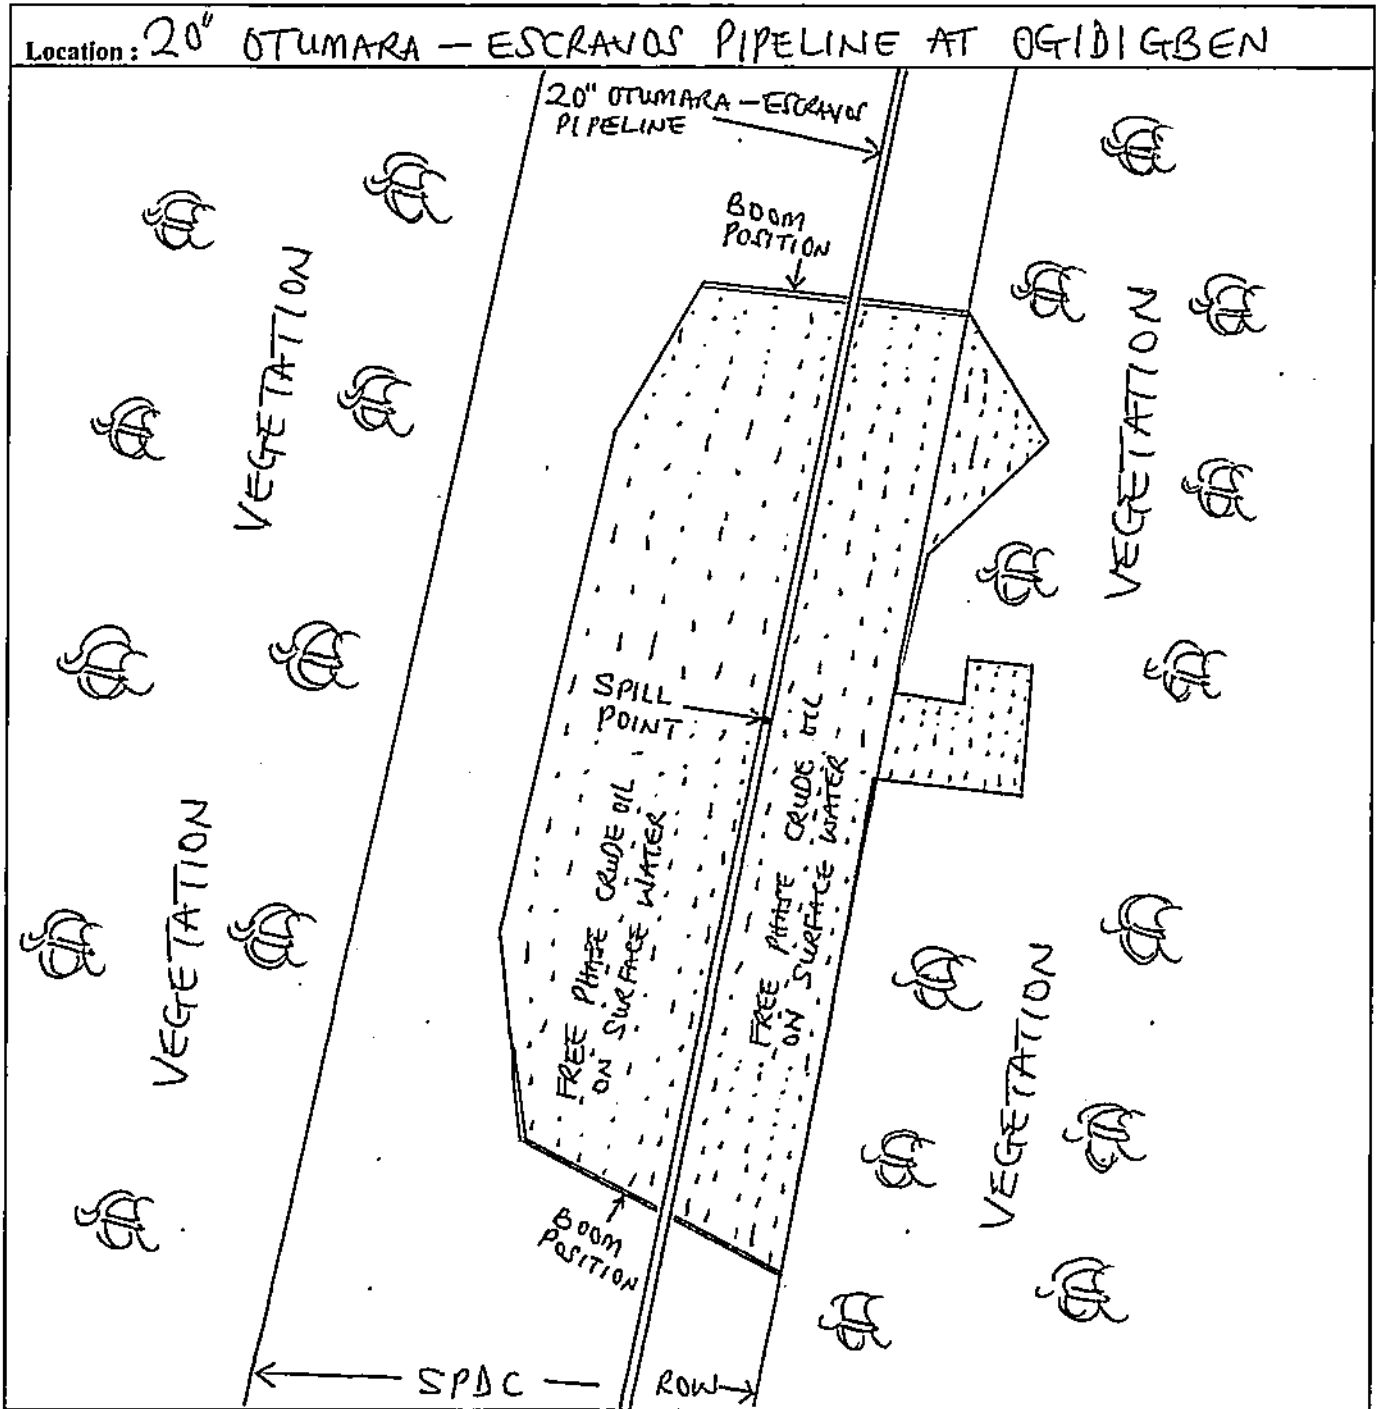 Location : 20" OTUMARA — ESCRAVOS PIPELINE AT OGIDIGBEN
20" OTUMARA — ESCRAVOS
PIPELINE
BOOM
POSITION
VEGETATION
VEGETATION
SPILL
POINT
FREE PHASE CRUDE OIL
ON SURFACE WATER
FREE PHASE CRUDE OIL
ON SURFACE WATER
VEGETATION
VEGETATION
BOOM
POSITION
SPDC ROW